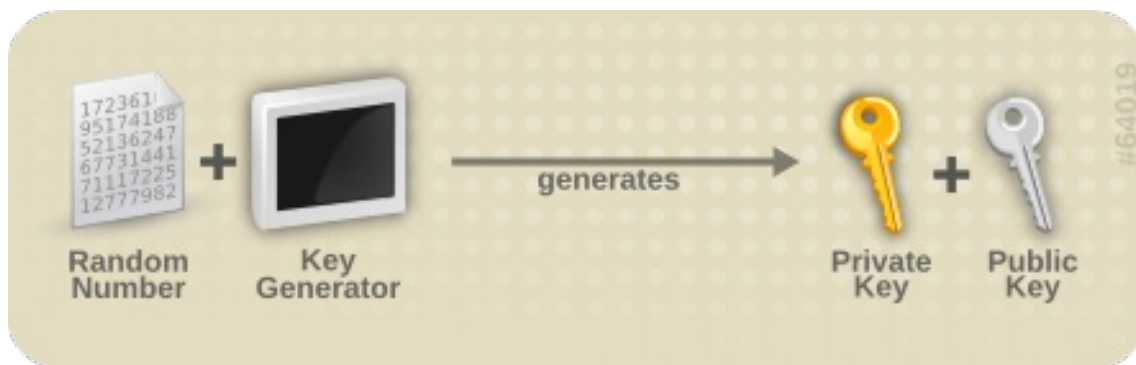 172361
95174188
52136247
67731441
71117225
12777982
generates
Random
Number
Key
Generator
Private
Key
Public
Key
#64019